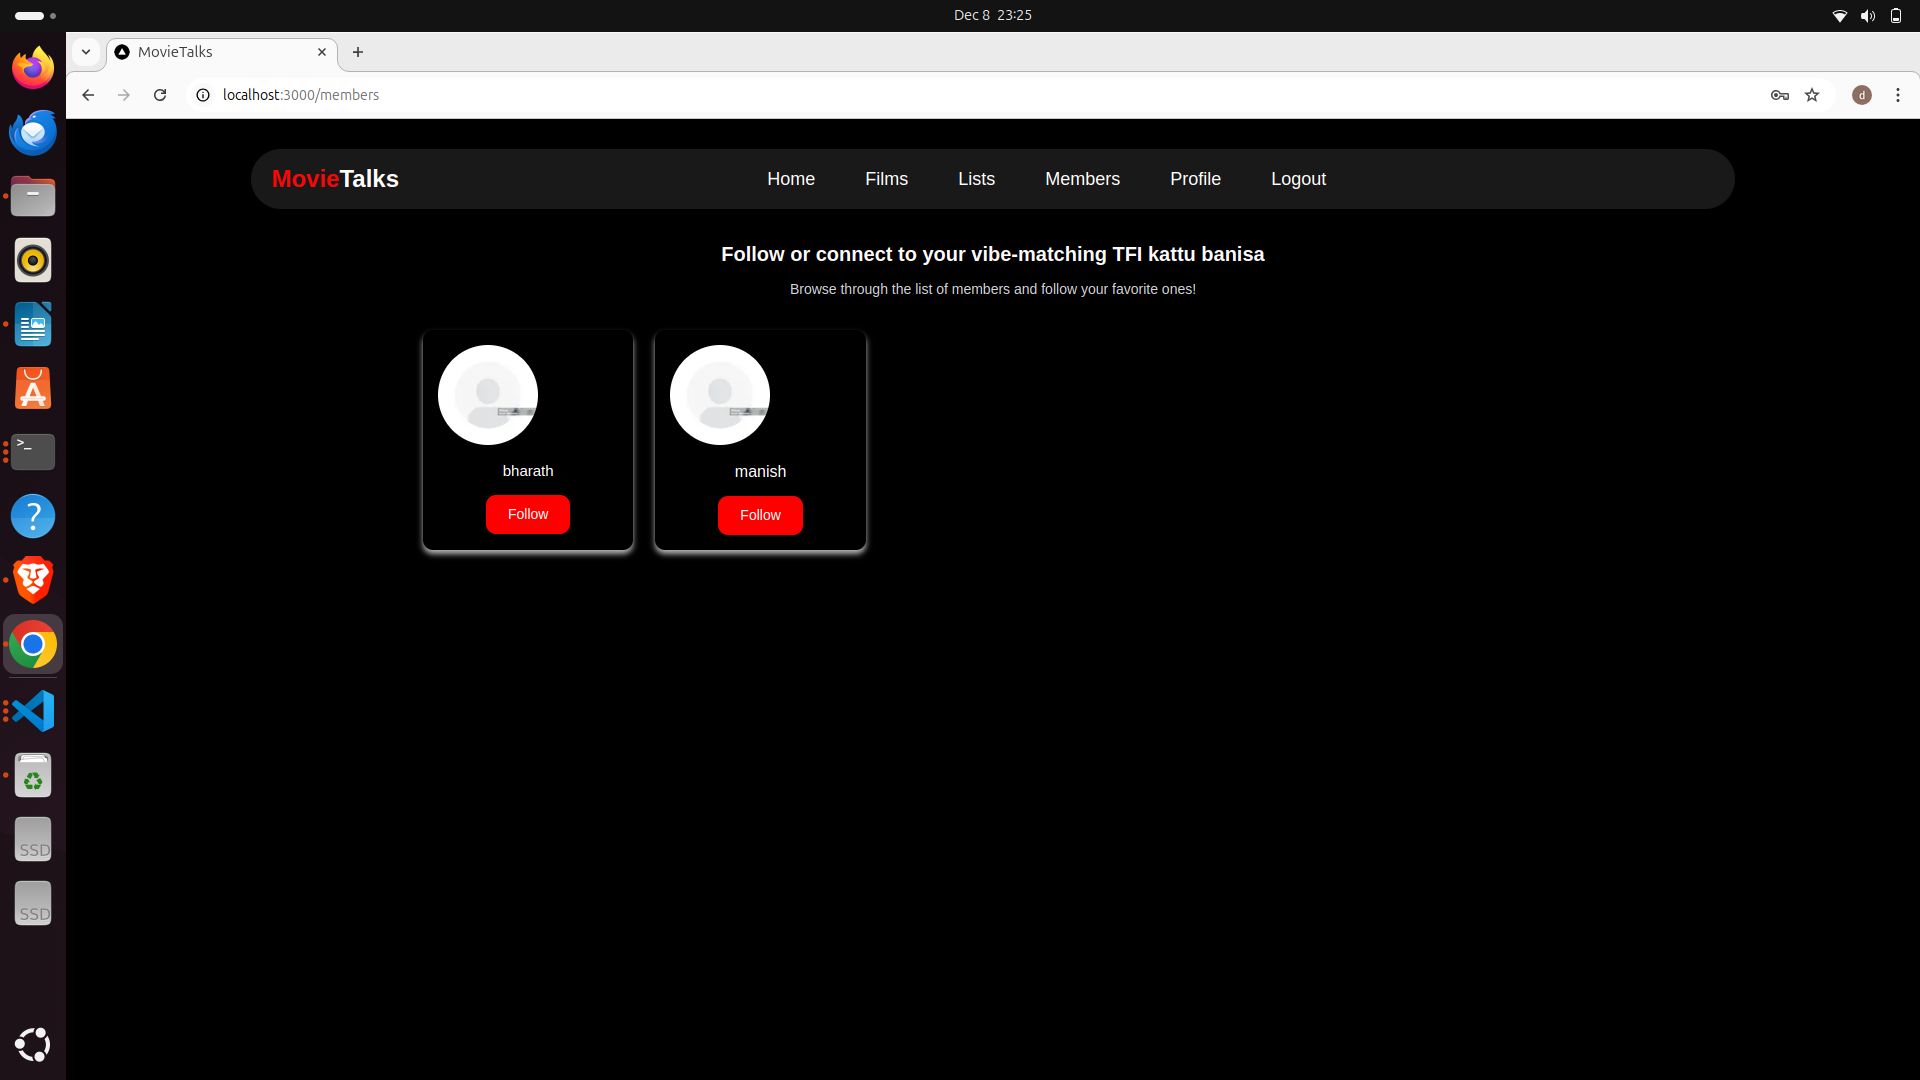 Dec 8 23:25
MovieTalks
localhost:3000/members
d
MovieTalks
Home Films Lists Members Profile Logout
Follow or connect to your vibe-matching TFI kattu banisa
Browse through the list of members and follow your favorite ones!
bharath
Follow
manish
Follow
SSD
SSD